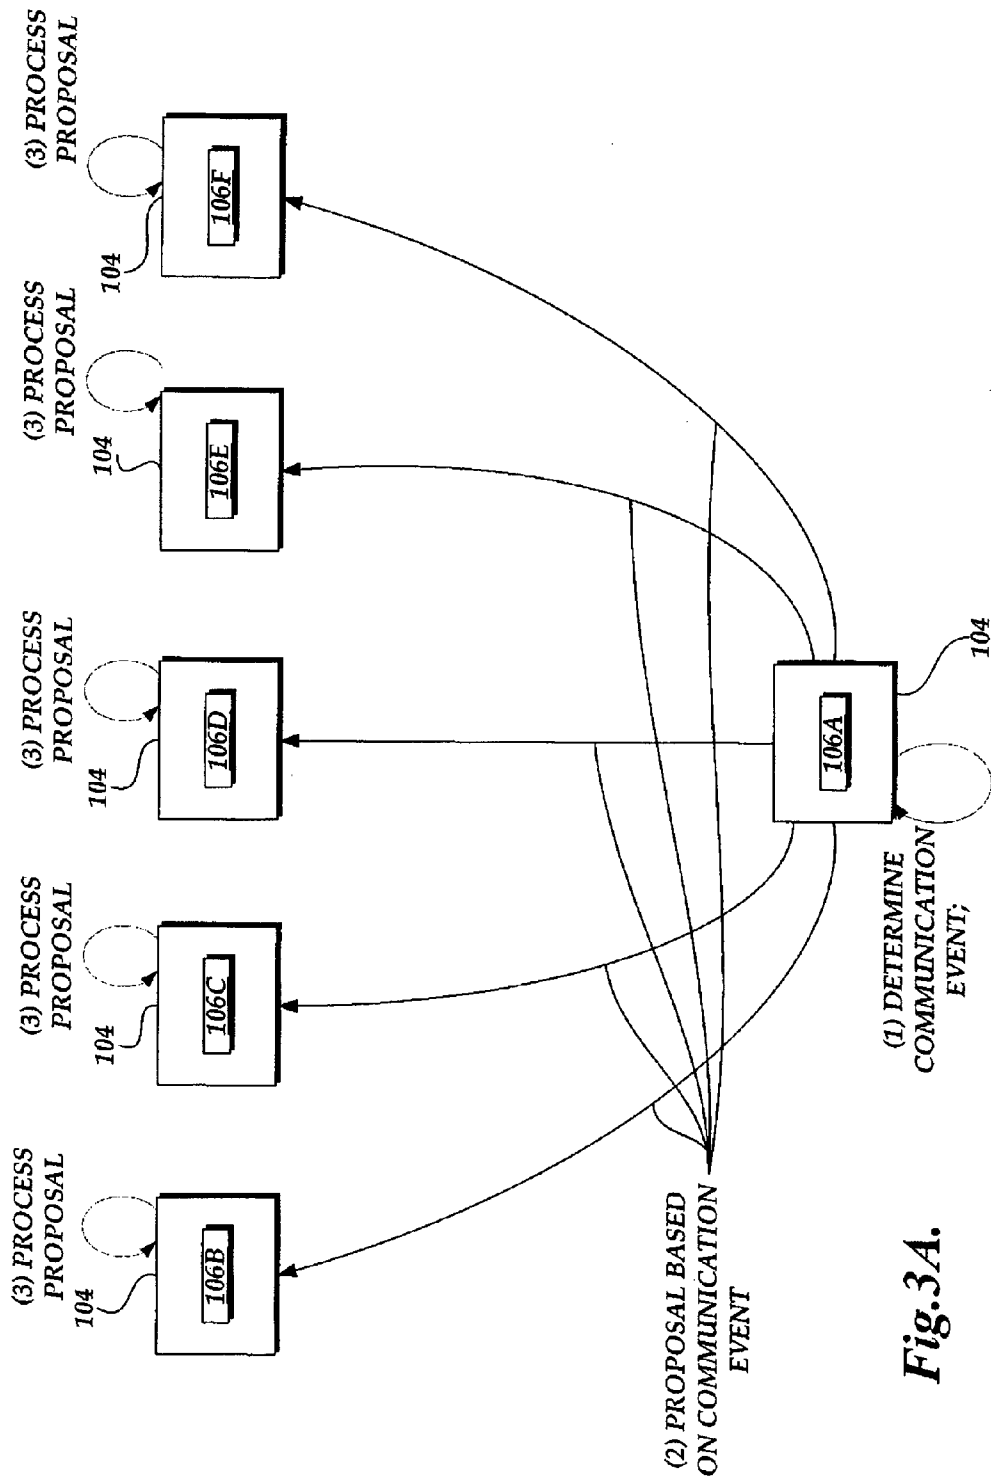 (3) PROCESS
PROPOSAL
104
106B
(3) PROCESS
PROPOSAL
104
106C
(3) PROCESS
PROPOSAL
104
106D
(3) PROCESS
PROPOSAL
104
106E
(3) PROCESS
PROPOSAL
104
106F
(2) PROPOSAL BASED
ON COMMUNICATION
EVENT
106A
104
(1) DETERMINE
COMMUNICATION
EVENT;
Fig.3A.